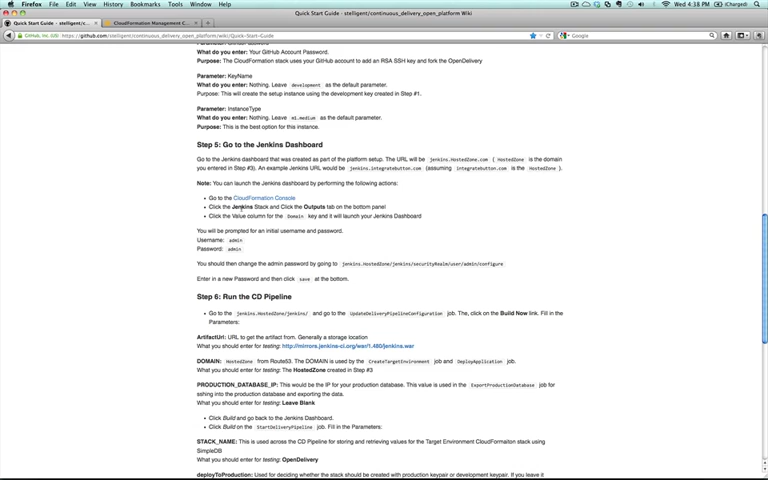 Firefox File Edit View History Bookmarks Tools Window Help
Wed 4:38 PM (Charged)
Quick Start Guide - stelligent/continuous_delivery_open_platform Wiki
Quick Start Guide - stelligent/c...
CloudFormation Management C...
GitHub, Inc. (US) https://github.com/stelligent/continuous_delivery_open_platform/wiki/Quick-Start-Guide
Google
What do you enter: Your GitHub Account Password.
Purpose: The CloudFormation stack uses your GitHub account to add an RSA SSH key and fork the OpenDelivery
Parameter: KeyName
What do you enter: Nothing. Leave development as the default parameter.
Purpose: This will create the setup instance using the development key created in Step #1.
Parameter: InstanceType
What do you enter: Nothing. Leave m1.medium as the default parameter.
Purpose: This is the best option for this instance.
Step 5: Go to the Jenkins Dashboard
Go to the Jenkins dashboard that was created as part of the platform setup. The URL will be jenkins.HostedZone.com ( HostedZone is the domain
you entered in Step #3). An example Jenkins URL would be jenkins.integratebutton.com (assuming integratebutton.com is the HostedZone ).
Note: You can launch the Jenkins dashboard by performing the following actions:
• Go to the CloudFormation Console
• Click the Jenkins Stack and Click the Outputs tab on the bottom panel
• Click the Value column for the Domain key and it will launch your Jenkins Dashboard
You will be prompted for an initial username and password.
Username: admin
Password: admin
You should then change the admin password by going to jenkins.HostedZone/jenkins/securityRealm/user/admin/configure
Enter in a new Password and then click save at the bottom.
Step 6: Run the CD Pipeline
• Go to the jenkins.HostedZone/jenkins/ and go to the UpdateDeliveryPipelineConfiguration job. The, click on the Build Now link. Fill in the
Parameters:
ArtifactUrl: URL to get the artifact from. Generally a storage location
What you should enter for testing: http://mirrors.jenkins-ci.org/war/1.480/jenkins.war
DOMAIN: HostedZone from Route53. The DOMAIN is used by the CreateTargetEnvironment job and DeployApplication job.
What you should enter for testing: The HostedZone created in Step #3
PRODUCTION_DATABASE_IP: This would be the IP for your production database. This value is used in the ExportProductionDatabase job for
sshing into the production database and exporting the data.
What you should enter for testing: Leave Blank
• Click Build and go back to the Jenkins Dashboard.
• Click Build on the StartDeliveryPipeline job. Fill in the Parameters:
STACK_NAME: This is used across the CD Pipeline for storing and retrieving values for the Target Environment CloudFormaiton stack using
SimpleDB
What you should enter for testing: OpenDelivery
deployToProduction: Used for deciding whether the stack should be created with production keypair or development keypair. If you leave it